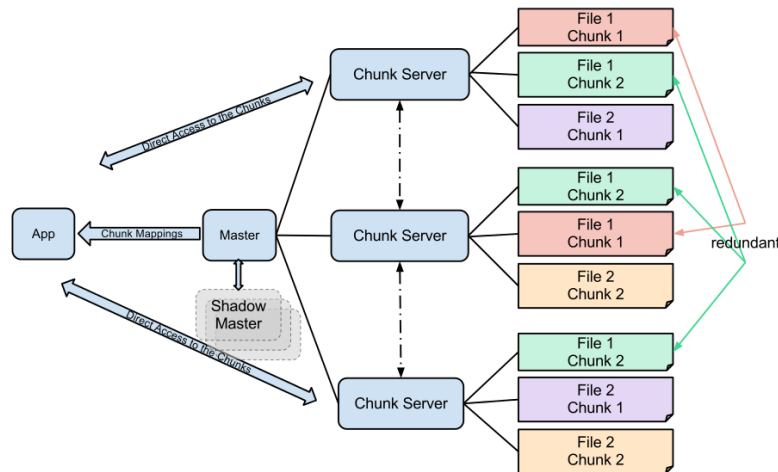 File 1
Chunk 1
Chunk Server
File 1
Chunk 2
Direct Access to the Chunks
File 2
Chunk 1
File 1
Chunk 2
App
Chunk Mappings
Master
Chunk Server
File 1
Chunk 1
redundant
File 2
Chunk 2
Shadow
Master
Direct Access to the Chunks
File 1
Chunk 2
Chunk Server
File 2
Chunk 1
File 2
Chunk 2